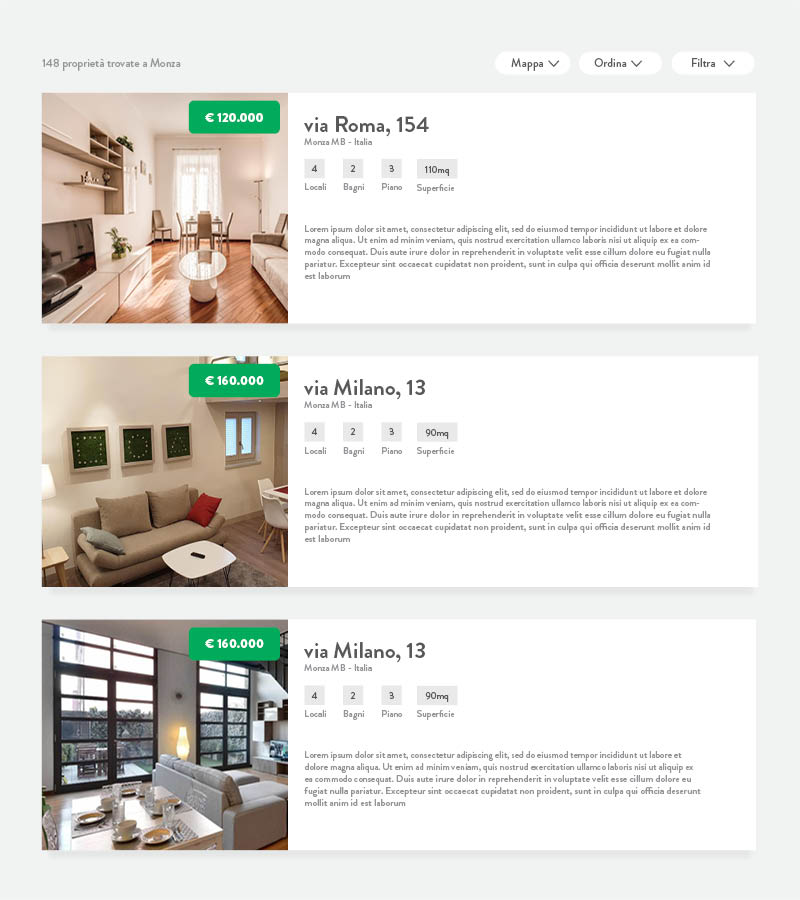 148 proprietà trovate a Monza
Mappa
Ordina
Filtra
€ 120.000
via Roma, 154
Monza MB - Italia
4
2
3
110mq
Locali
Bagni
Piano
Superficie
Lorem ipsum dolor sit amet, consectetur adipiscing elit, sed do eiusmod tempor incididunt ut labore et dolore
magna aliqua. Ut enim ad minim veniam, quis nostrud exercitation ullamco laboris nisi ut aliquip ex ea com-
modo consequat. Duis aute irure dolor in reprehenderit in voluptate velit esse cillum dolore eu fugiat nulla
pariatur. Excepteur sint occaecat cupidatat non proident, sunt in culpa qui officia deserunt mollit anim id
est laborum
€ 160.000
via Milano, 13
Monza MB - Italia
4
2
3
90mq
Locali
Bagni
Piano
Superficie
Lorem ipsum dolor sit amet, consectetur adipiscing elit, sed do eiusmod tempor incididunt ut labore et dolore
magna aliqua. Ut enim ad minim veniam, quis nostrud exercitation ullamco laboris nisi ut aliquip ex ea com-
modo consequat. Duis aute irure dolor in reprehenderit in voluptate velit esse cillum dolore eu fugiat nulla
pariatur. Excepteur sint occaecat cupidatat non proident, sunt in culpa qui officia deserunt mollit anim id
est laborum
€ 160.000
via Milano, 13
Monza MB - Italia
4
2
3
90mq
Locali
Bagni
Piano
Superficie
Lorem ipsum dolor sit amet, consectetur adipiscing elit, sed do eiusmod tempor incididunt ut labore et
dolore magna aliqua. Ut enim ad minim veniam, quis nostrud exercitation ullamco laboris nisi ut aliquip ex
ea commodo consequat. Duis aute irure dolor in reprehenderit in voluptate velit esse cillum dolore eu
fugiat nulla pariatur. Excepteur sint occaecat cupidatat non proident, sunt in culpa qui officia deserunt
mollit anim id est laborum